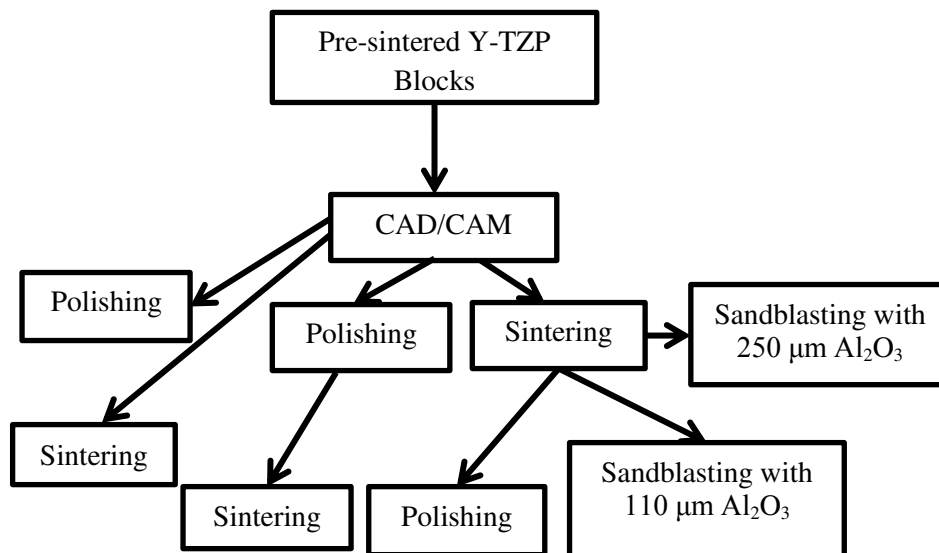 Pre-sintered Y-TZP
Blocks
CAD/CAM
Polishing
Polishing
Sintering
Sandblasting with
250 μm Al₂O₃
Sintering
Sintering
Polishing
Sandblasting with
110 μm Al₂O₃